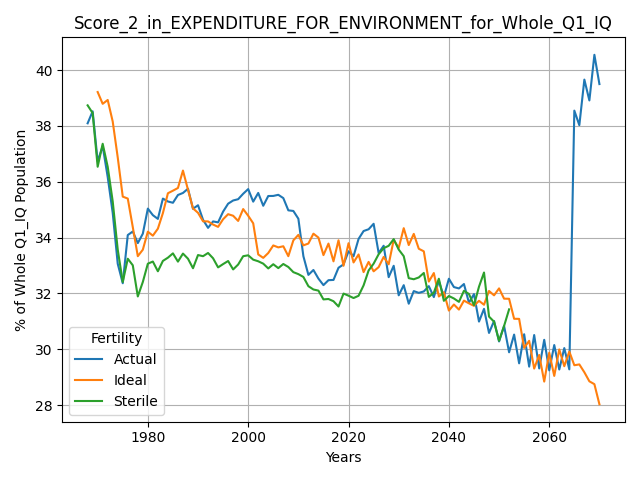 Score_2_in_EXPENDITURE_FOR_ENVIRONMENT_for_Whole_Q1_IQ
% of Whole Q1_IQ Population
40
38
36
34
32
30
28
Fertility
Actual
Ideal
Sterile
1980
2000
2020
2040
2060
Years